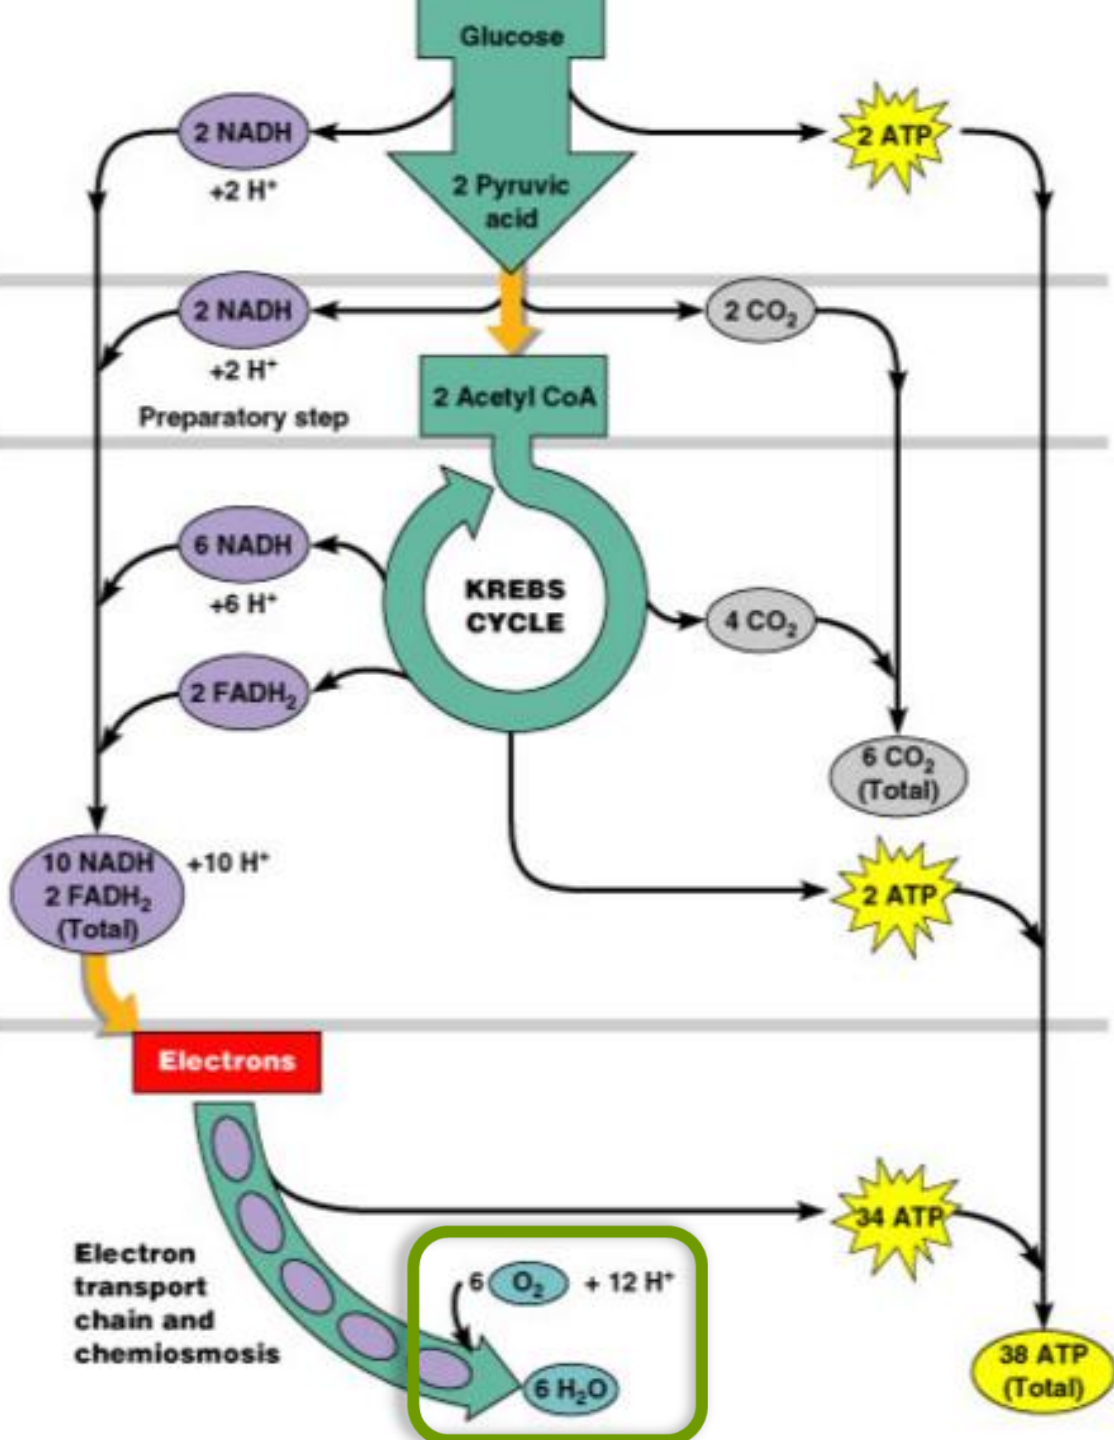 Glucose
2 NADH
+2 H⁺
2 ATP
2 Pyruvic
acid
2 NADH
+2 H⁺
2 CO₂
Preparatory step
2 Acetyl CoA
6 NADH
+6 H⁺
KREBS
CYCLE
4 CO₂
2 FADH₂
6 CO₂
(Total)
10 NADH
2 FADH₂
(Total)
+10 H⁺
2 ATP
Electrons
34 ATP
Electron
transport
chain and
chemiosmosis
6 O₂ + 12 H⁺
6 H₂O
38 ATP
(Total)